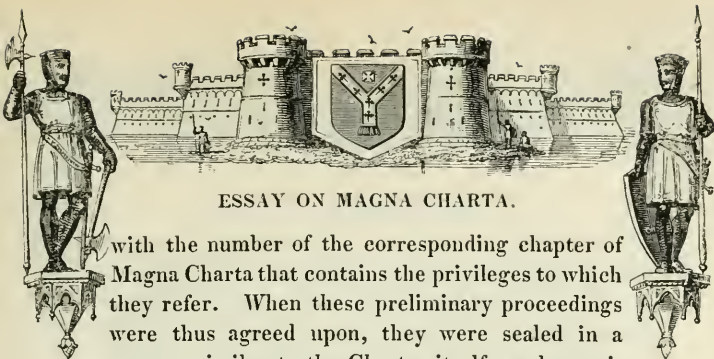 ESSAY ON MAGNA CHARTA.
with the number of the corresponding chapter of
Magna Charta that contains the privileges to which
they refer. When these preliminary proceedings
were thus agreed upon, they were sealed in a